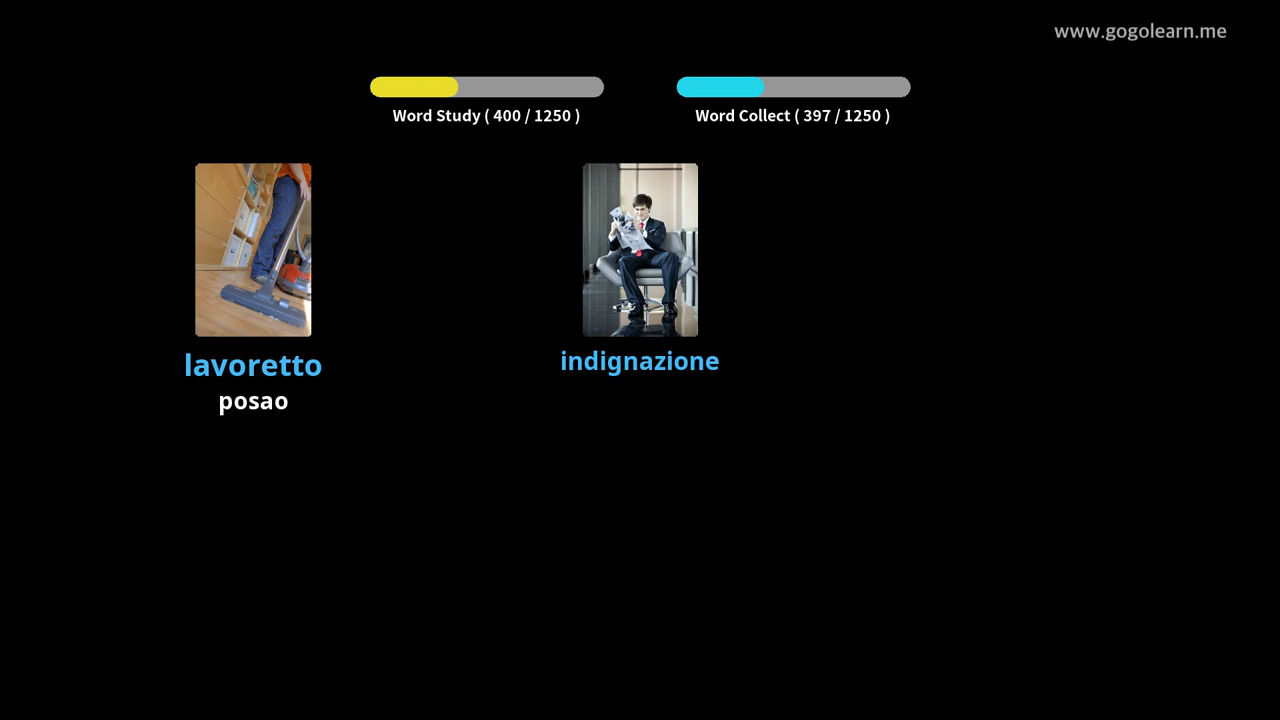 www.gogolearn.me
Word Study ( 400 / 1250 )
Word Collect ( 397 / 1250 )
lavoretto
posao
indignazione